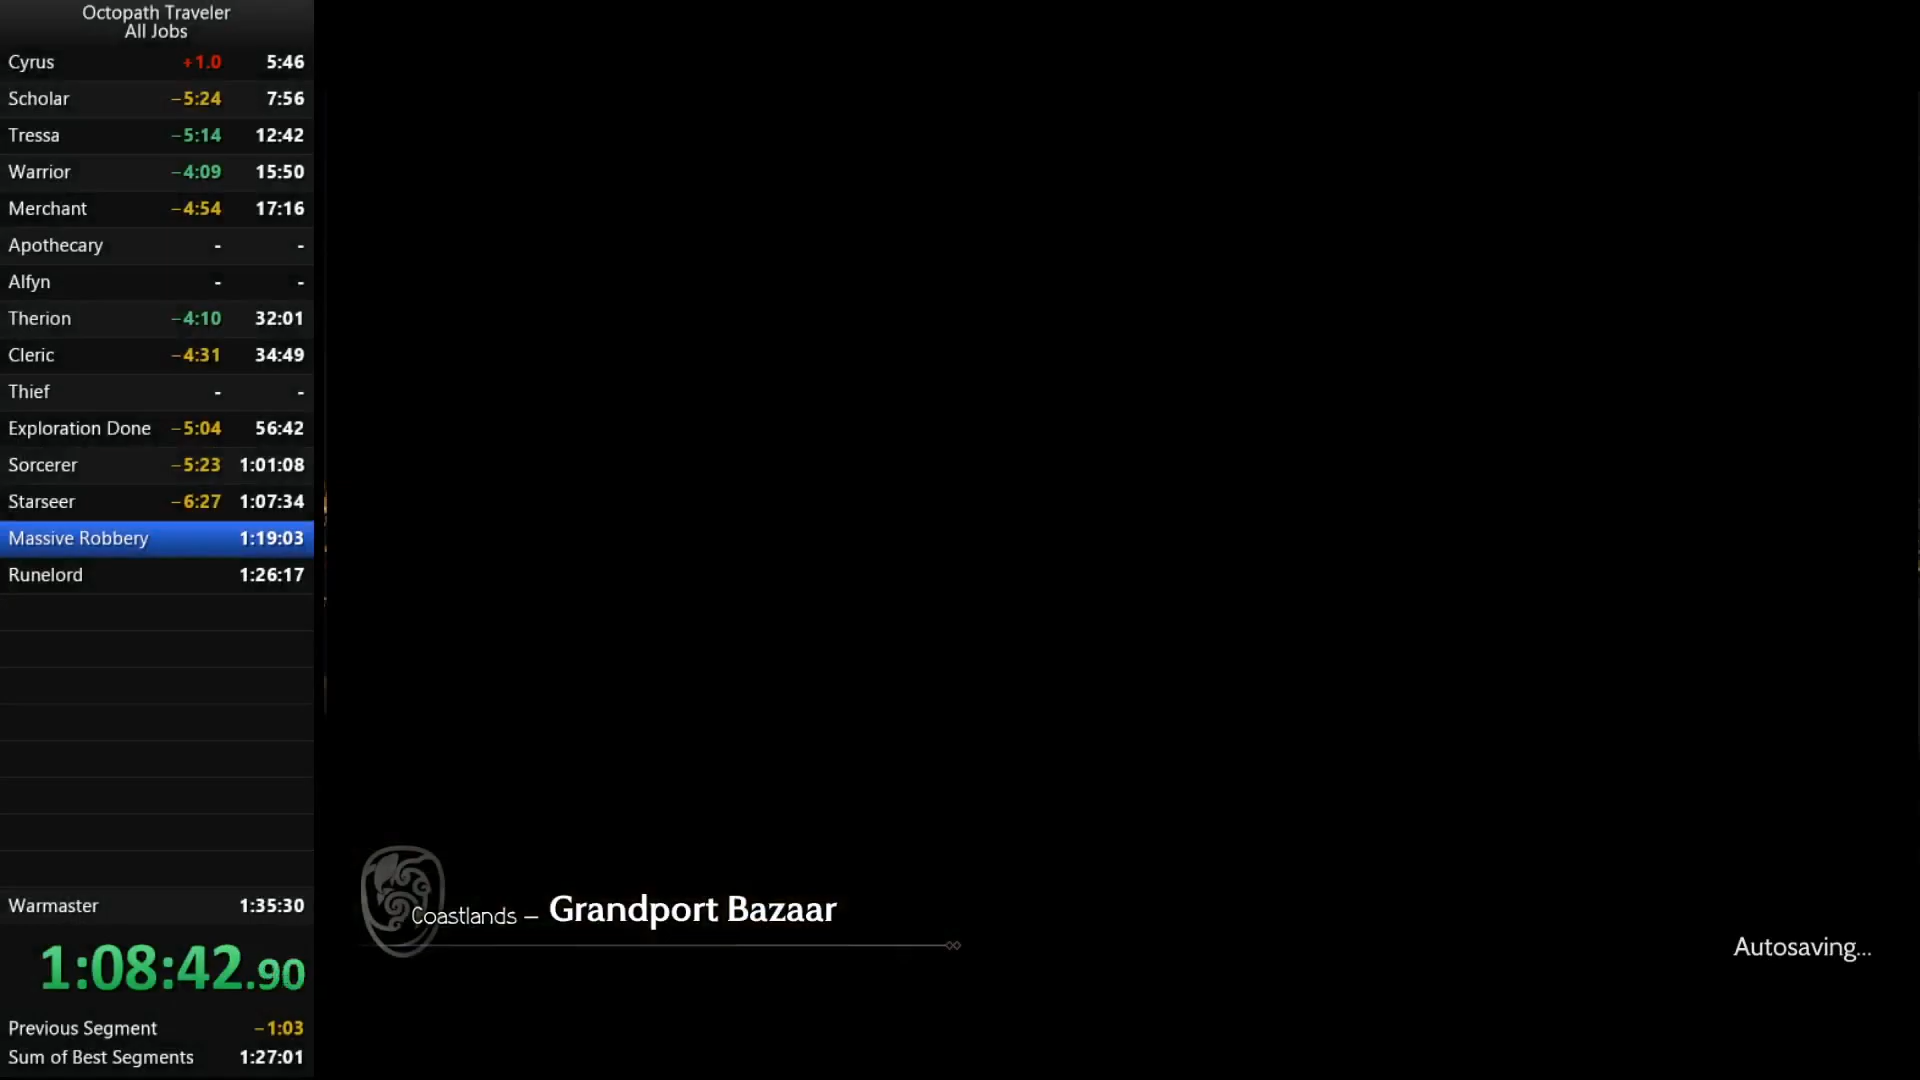 Octopath Traveler
All Jobs
Cyrus +1.0 5:46
Scholar −5:24 7:56
Tressa −5:14 12:42
Warrior −4:09 15:50
Merchant −4:54 17:16
Apothecary - -
Alfyn - -
Therion −4:10 32:01
Cleric −4:31 34:49
Thief - -
Exploration Done −5:04 56:42
Sorcerer −5:23 1:01:08
Starseer −6:27 1:07:34
Massive Robbery 1:19:03
Runelord 1:26:17
Warmaster 1:35:30
1:08:42.90
Previous Segment −1:03
Sum of Best Segments 1:27:01
Coastlands – Grandport Bazaar
Autosaving...